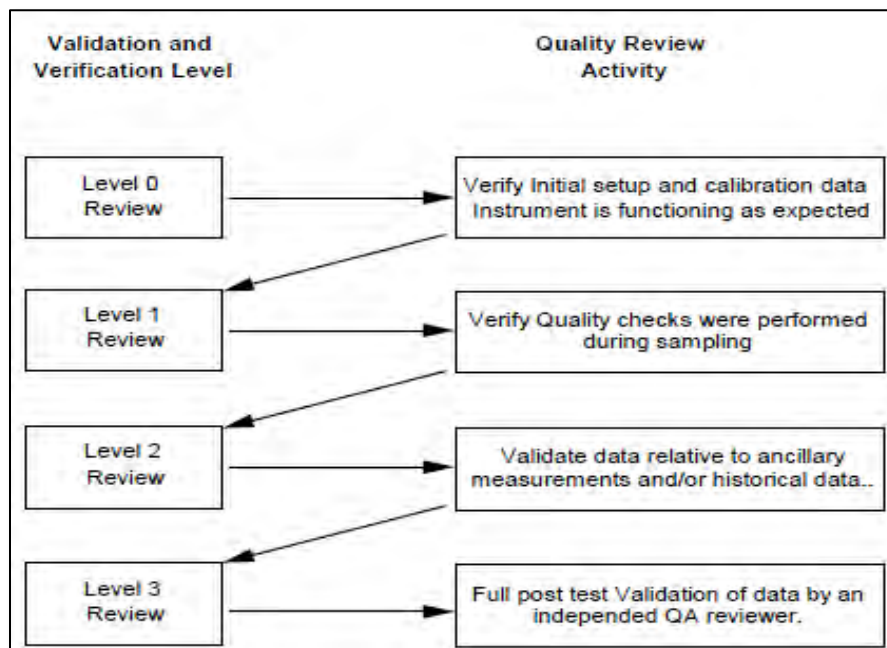 Validation and
Verification Level
Quality Review
Activity
Level 0
Review
Verify Initial setup and calibration data
Instrument is functioning as expected
Level 1
Review
Verify Quality checks were performed
during sampling
Level 2
Review
Validate data relative to ancillary
measurements and/or historical data..
Level 3
Review
Full post test Validation of data by an
independed QA reviewer.